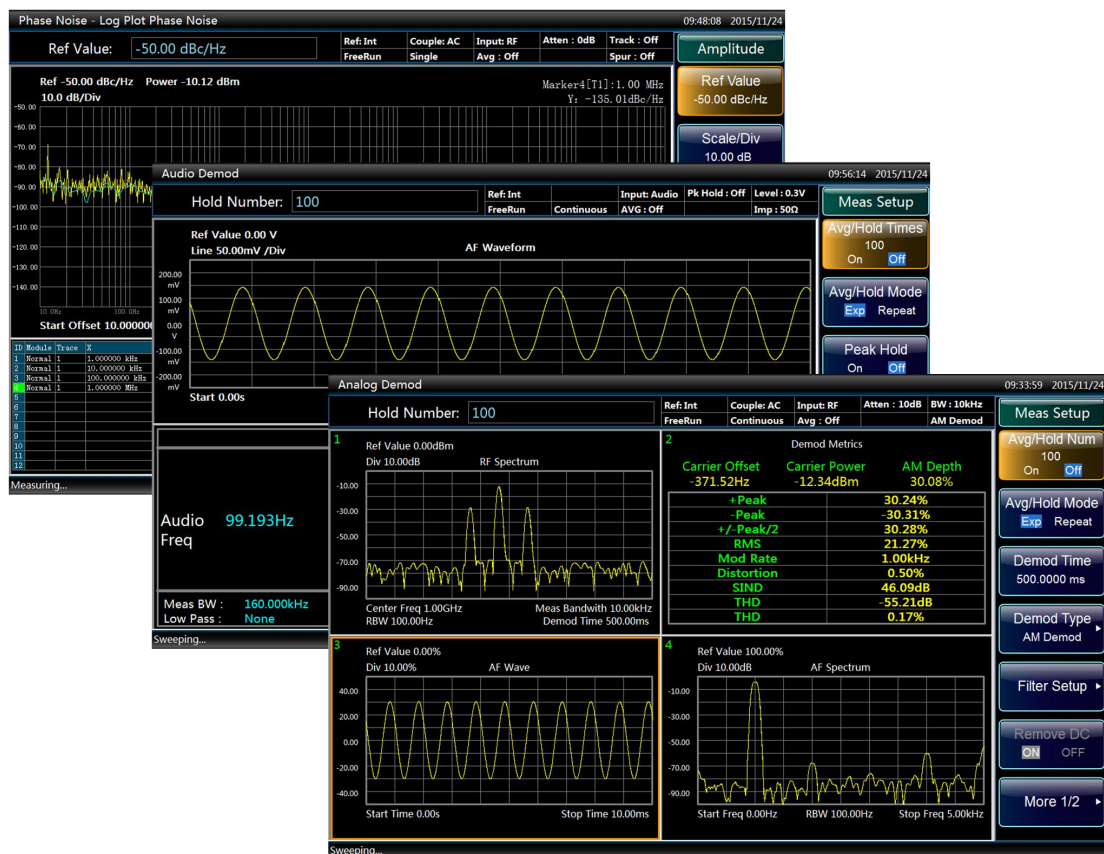 Phase Noise - Log Plot Phase Noise 09:48:08 2015/11/24
Ref Value: -50.00 dBc/Hz
Ref: Int Couple: AC Input: RF Atten : 0dB Track : Off
FreeRun Single Avg : Off Spur : Off
Amplitude
Ref Value
-50.00 dBc/Hz
Scale/Div
10.00 dB
Ref -50.00 dBc/Hz Power -10.12 dBm
10.0 dB/Div
Marker4[T1]:1.00 MHz
Y: -135.01dBc/Hz
-50.00
-60.00
-70.00
-80.00
-90.00
-100.00
-110.00
-120.00
-130.00
-140.00
10.0Hz 100.0Hz
Start Offset 10.000000
ID Module Trace X
1 Normal 1 1.000000 kHz
2 Normal 1 10.000000 kHz
3 Normal 1 100.000000 kHz
4 Normal 1 1.000000 MHz
5
6
7
8
9
10
11
12
Measuring...
Audio Demod 09:56:14 2015/11/24
Hold Number: 100
Ref: Int Input: Audio Pk Hold : Off Level : 0.3V
FreeRun Continuous AVG : Off Imp : 50Ω
Meas Setup
Avg/Hold Times
100
On Off
Avg/Hold Mode
Exp Repeat
Peak Hold
On Off
Ref Value 0.00 V
Line 50.00mV /Div
AF Waveform
200.00
mV
100.00
mV
0.00
V
-100.00
mV
-200.00
mV
Start 0.00s
Audio Freq 99.193Hz
Meas BW : 160.000kHz
Low Pass : None
Sweeping...
Analog Demod 09:33:59 2015/11/24
Hold Number: 100
Ref: Int Couple: AC Input: RF Atten : 10dB BW : 10kHz
FreeRun Continuous Avg : Off AM Demod
Meas Setup
Avg/Hold Num
100
On Off
Avg/Hold Mode
Exp Repeat
Demod Time
500.0000 ms
Demod Type
AM Demod
Filter Setup
Remove DC
ON OFF
More 1/2
1
Ref Value 0.00dBm
Div 10.00dB RF Spectrum
-10.00
-30.00
-50.00
-70.00
-90.00
Center Freq 1.00GHz Meas Bandwith 10.00kHz
RBW 100.00Hz Demod Time 500.00ms
2
Demod Metrics
Carrier Offset Carrier Power AM Depth
-371.52Hz -12.34dBm 30.08%
+Peak 30.24%
-Peak -30.31%
+/-Peak/2 30.28%
RMS 21.27%
Mod Rate 1.00kHz
Distortion 0.50%
SIND 46.09dB
THD -55.21dB
THD 0.17%
3
Ref Value 0.00%
Div 10.00% AF Wave
40.00
20.00
0.00
-20.00
-40.00
Start Time 0.00s Stop Time 10.00ms
4
Ref Value 100.00%
Div 10.00dB AF Spectrum
-10.00
-30.00
-50.00
-70.00
-90.00
Start Freq 0.00Hz RBW 100.00Hz Stop Freq 5.00kHz
Sweeping...